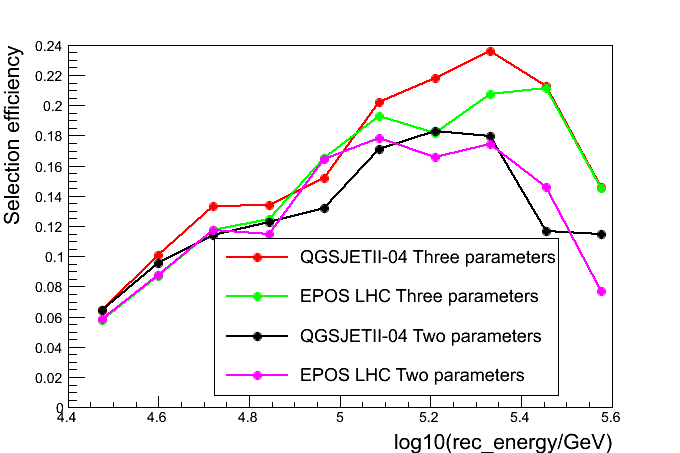 Selection efficiency
0.24
0.22
0.2
0.18
0.16
0.14
0.12
0.1
0.08
0.06
0.04
0.02
0
QGSJETII-04 Three parameters
EPOS LHC Three parameters
QGSJETII-04 Two parameters
EPOS LHC Two parameters
4.4 4.6 4.8 5 5.2 5.4 5.6
log10(rec_energy/GeV)